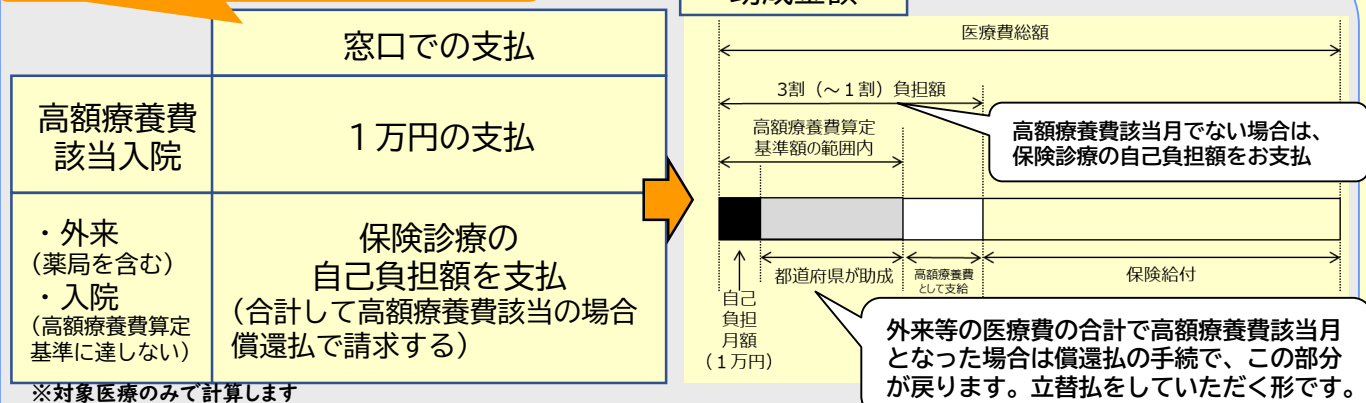 窓口での支払
高額療養費
該当入院
1万円の支払
・外来
(薬局を含む)
・入院
(高額療養費算定
基準に達しない)
保険診療の
自己負担額を支払
(合計して高額療養費該当の場合
償還払で請求する)
※対象医療のみで計算します
助成金額
医療費総額
3割(~1割)負担額
高額療養費算定
基準額の範囲内
高額療養費該当月でない場合は、
保険診療の自己負担額をお支払
自己
負担
月額
(1万円)
都道府県が助成
高額療養費
として支給
保険給付
外来等の医療費の合計で高額療養費該当月
となった場合は償還払の手続で、この部分
が戻ります。立替払をしていただく形です。